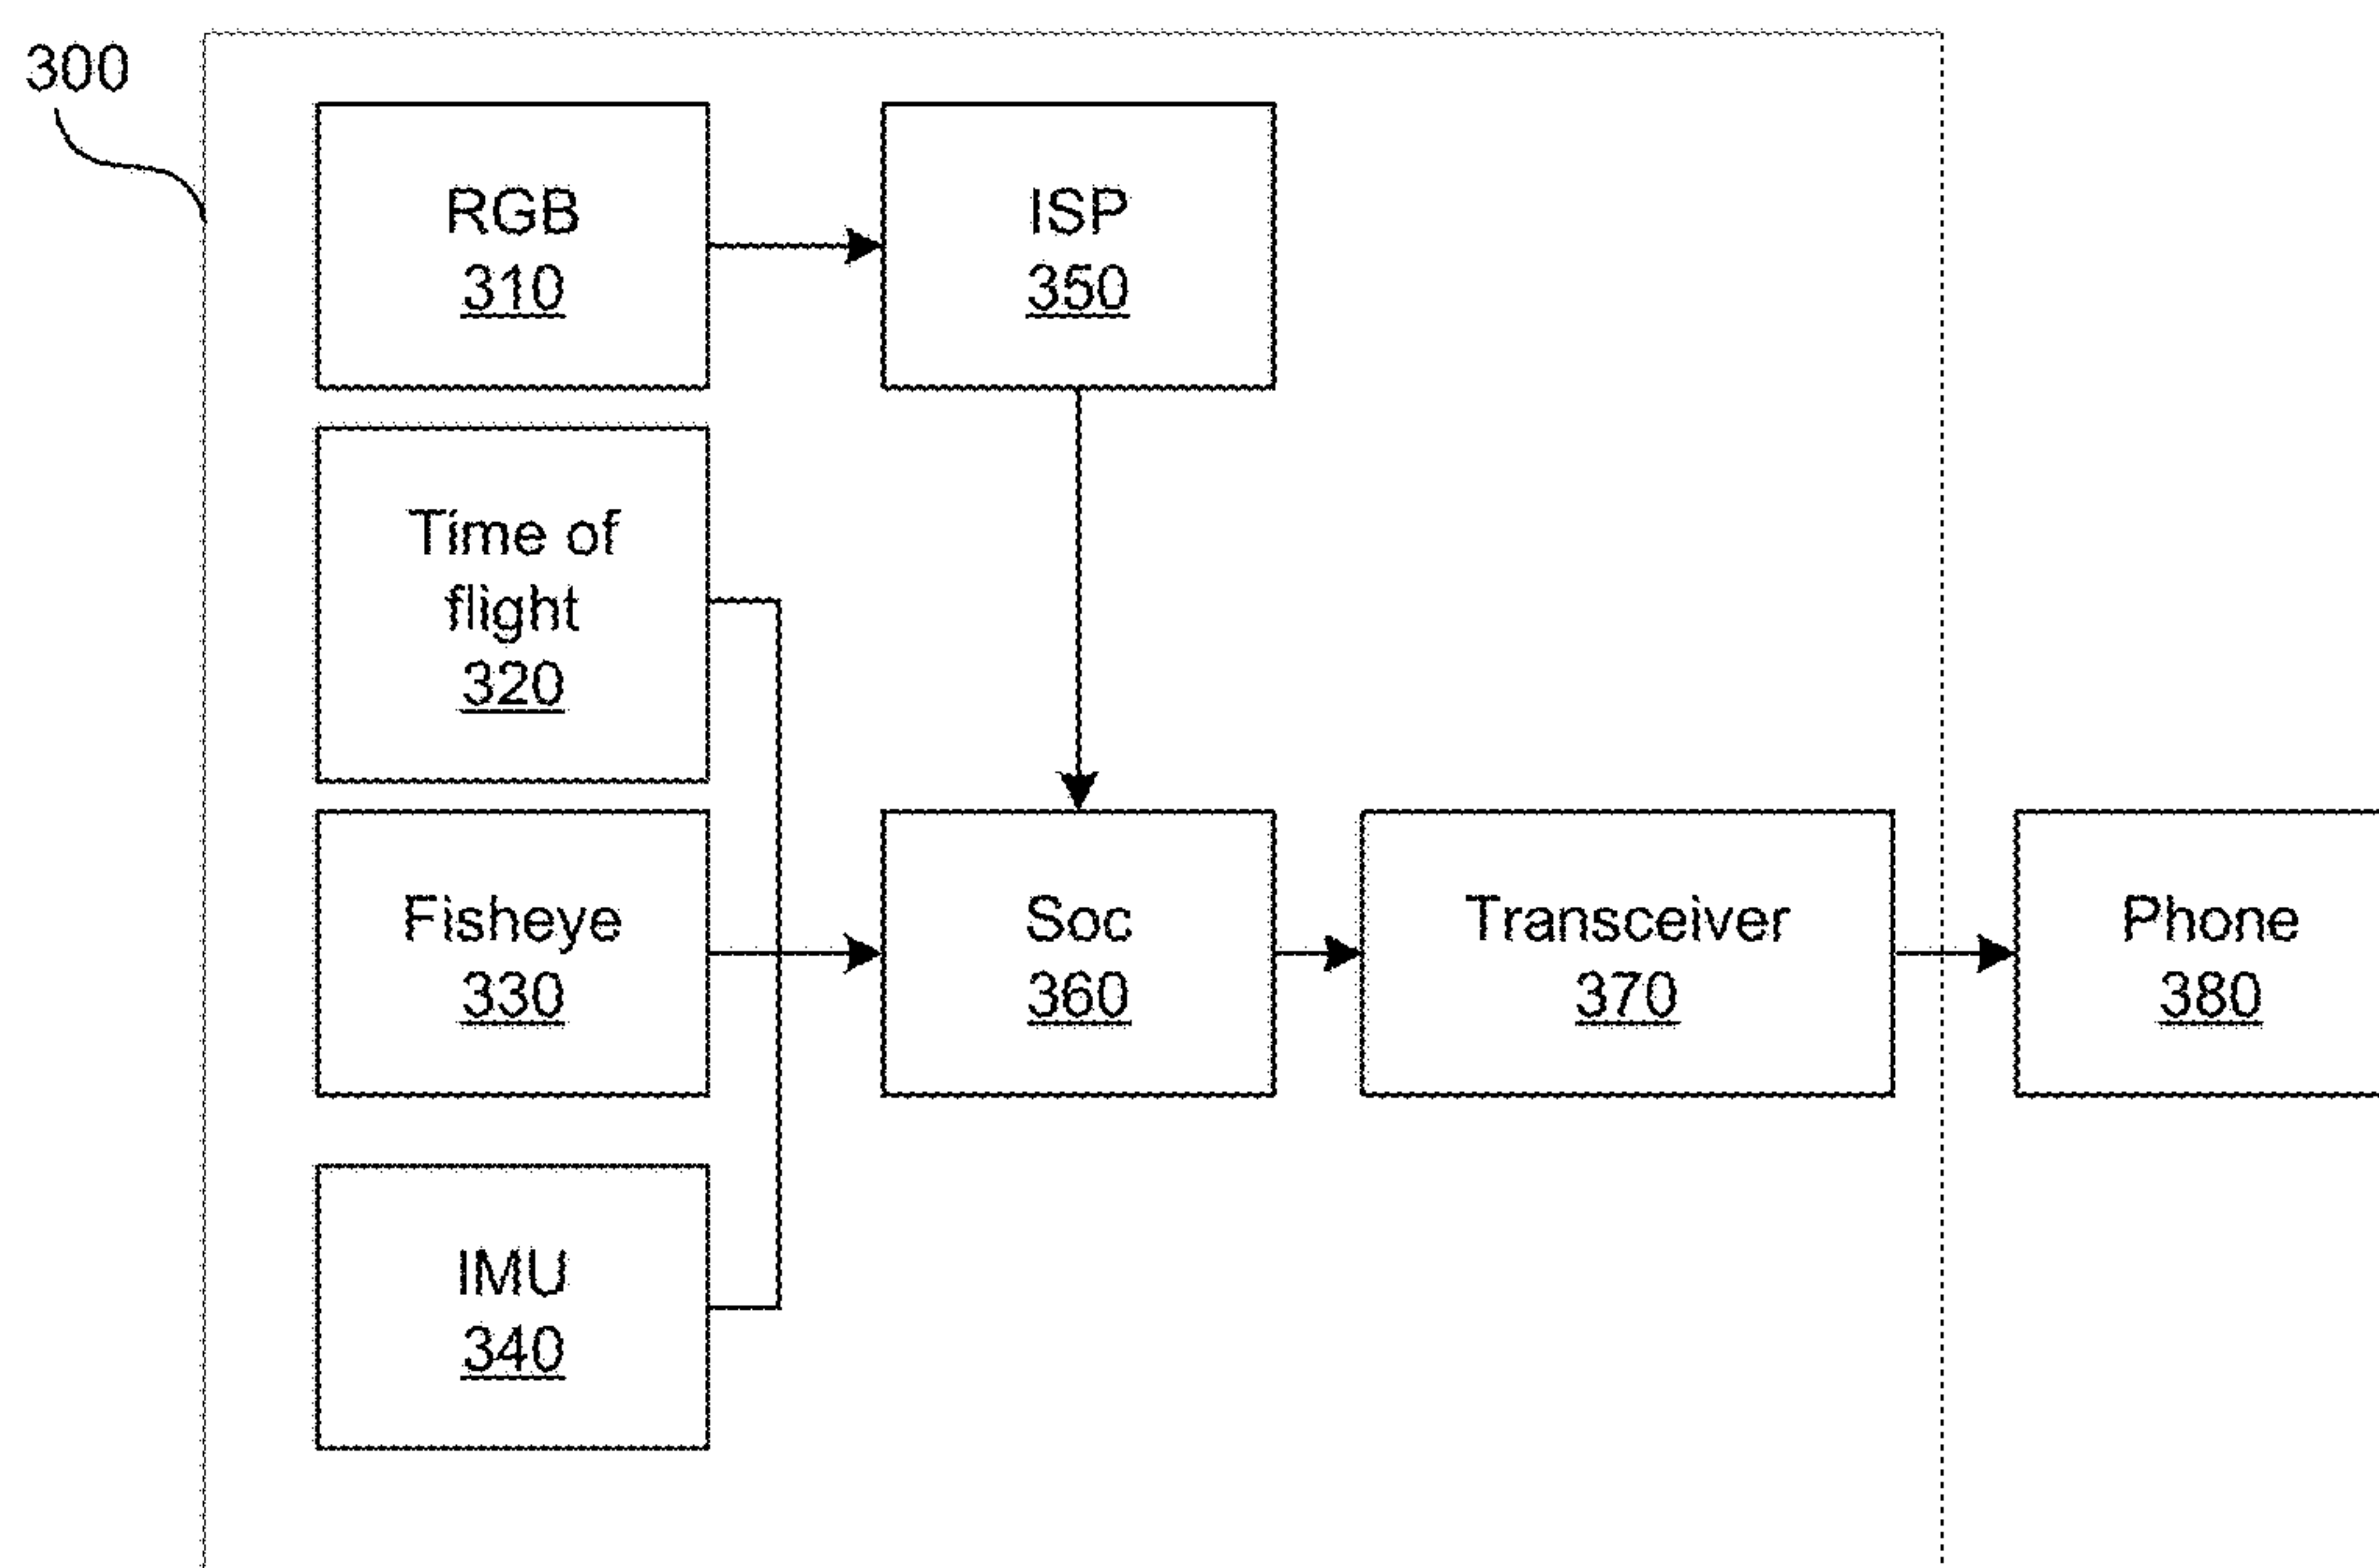 300
RGB
310
ISP
350
Time of
flight
320
Fisheye
330
Soc
360
Transceiver
370
Phone
380
IMU
340